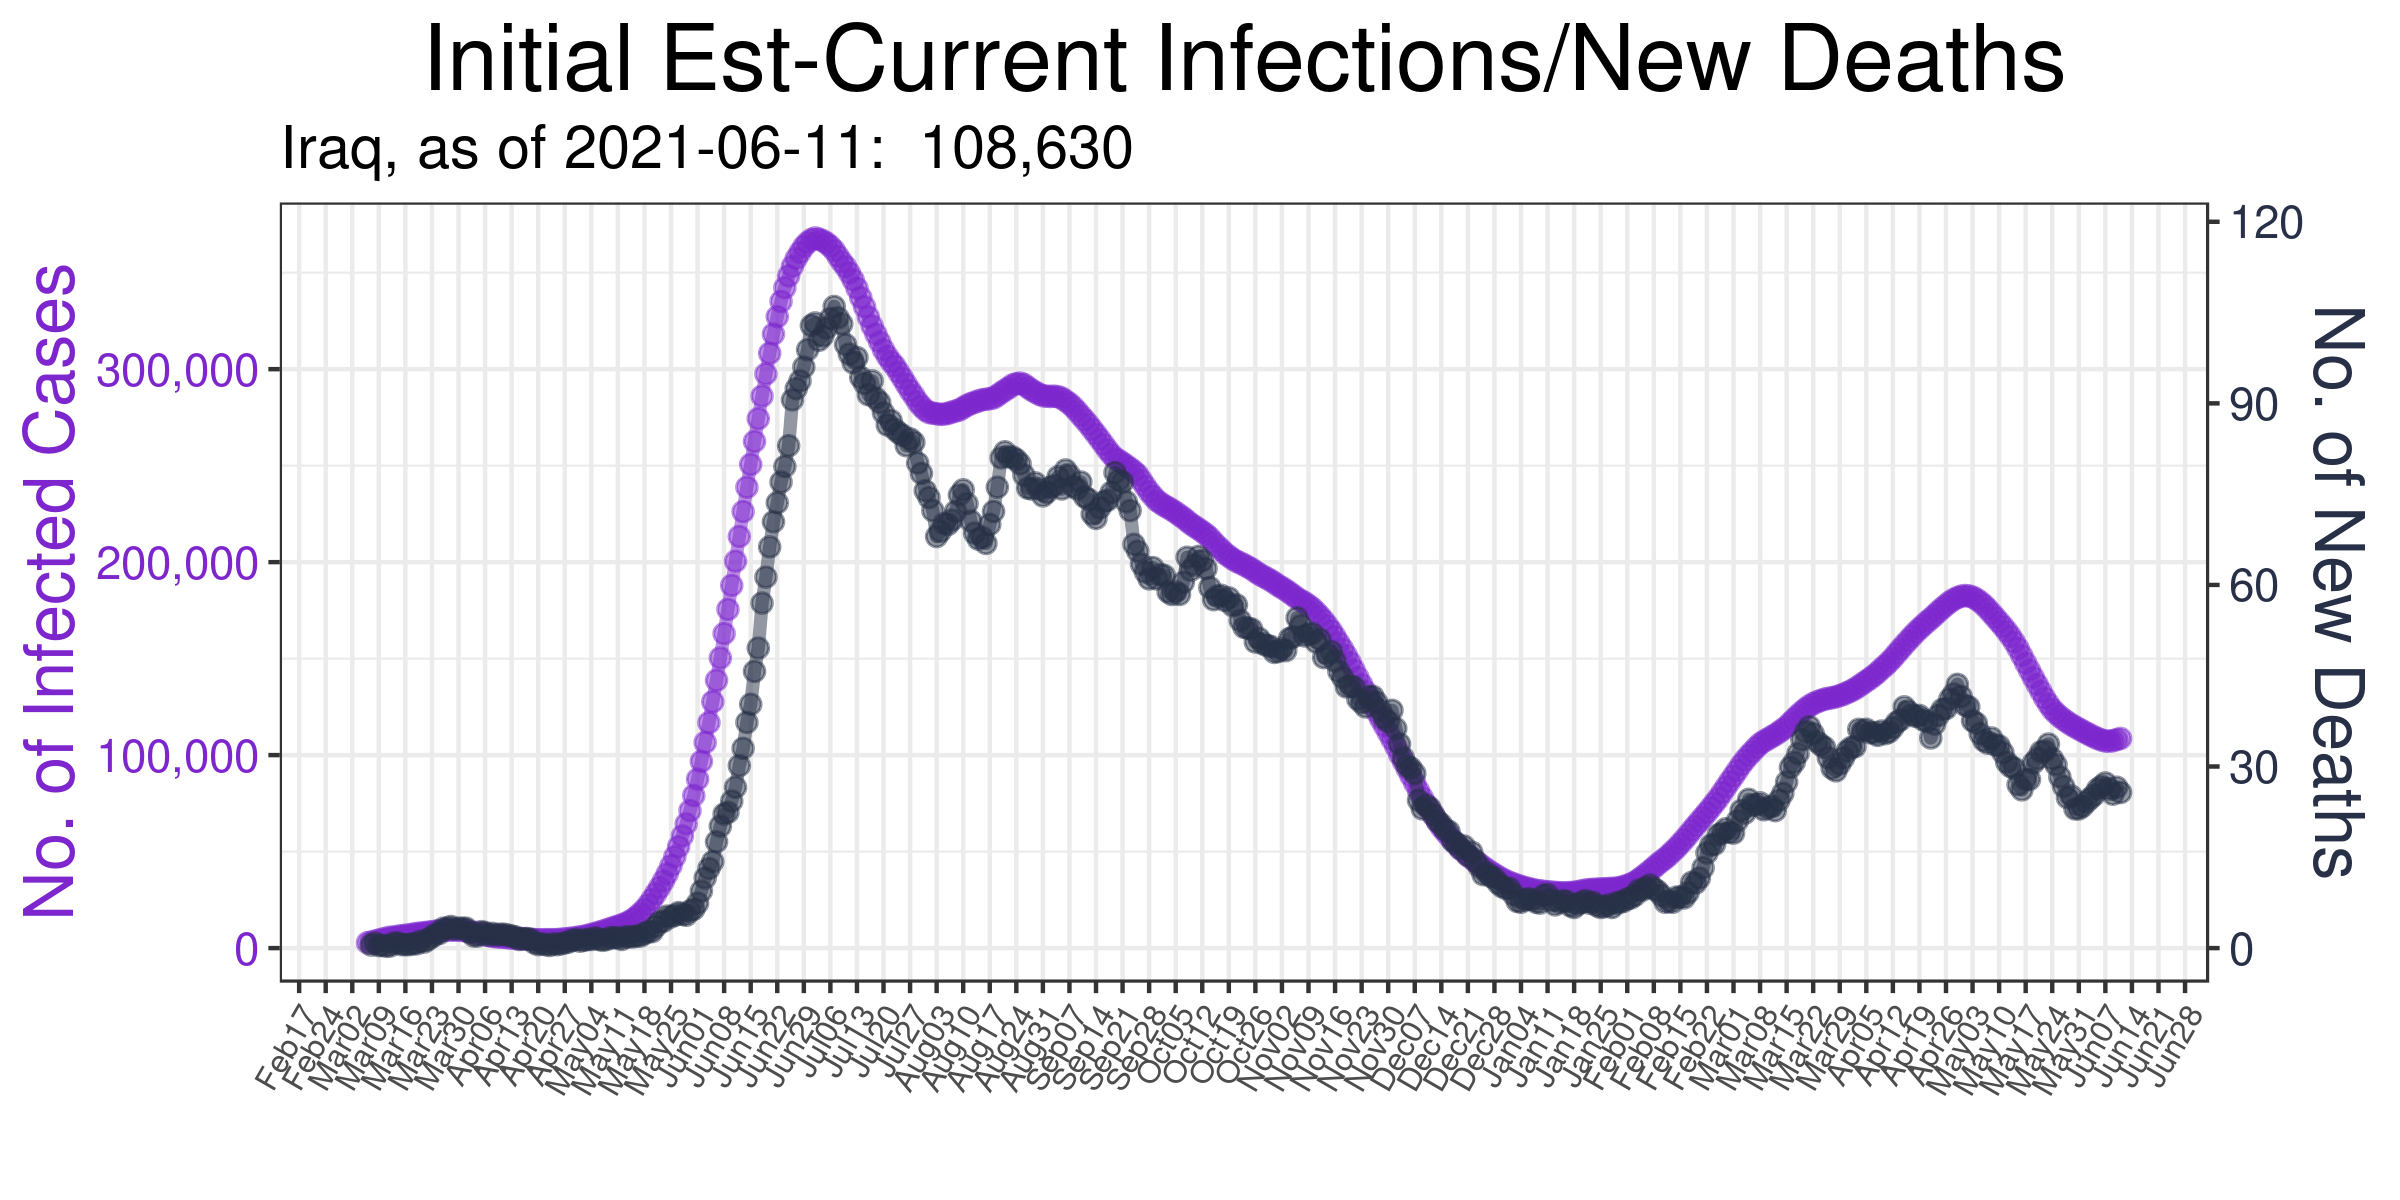 Initial Est-Current Infections/New Deaths
Iraq, as of 2021-06-11:  108,630
No. of Infected Cases
300,000
200,000
100,000
0
120
90
60
30
0
No. of New Deaths
Feb17
Feb24
Mar02
Mar09
Mar16
Mar23
Mar30
Apr06
Apr13
Apr20
Apr27
May04
May11
May18
May25
Jun01
Jun08
Jun15
Jun22
Jun29
Jul06
Jul13
Jul20
Jul27
Aug03
Aug10
Aug17
Aug24
Aug31
Sep07
Sep14
Sep21
Sep28
Oct05
Oct12
Oct19
Oct26
Nov02
Nov09
Nov16
Nov23
Nov30
Dec07
Dec14
Dec21
Dec28
Jan04
Jan11
Jan18
Jan25
Feb01
Feb08
Feb15
Feb22
Mar01
Mar08
Mar15
Mar22
Mar29
Apr05
Apr12
Apr19
Apr26
May03
May10
May17
May24
May31
Jun07
Jun14
Jun21
Jun28